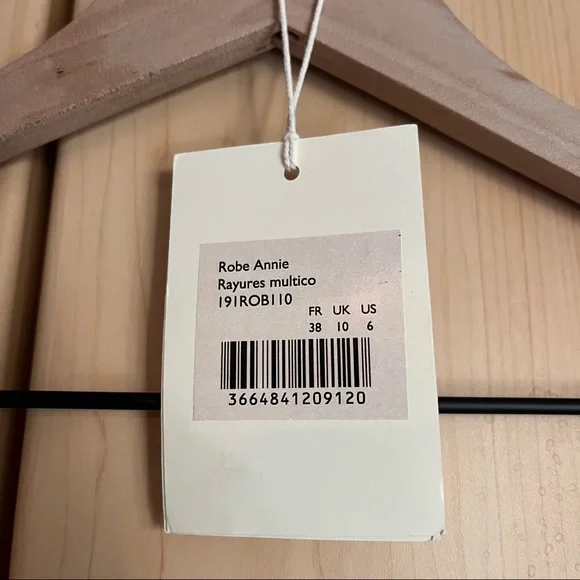 Robe Annie
Rayures multico
191ROB110
FR UK US
38 10 6
3664841209120